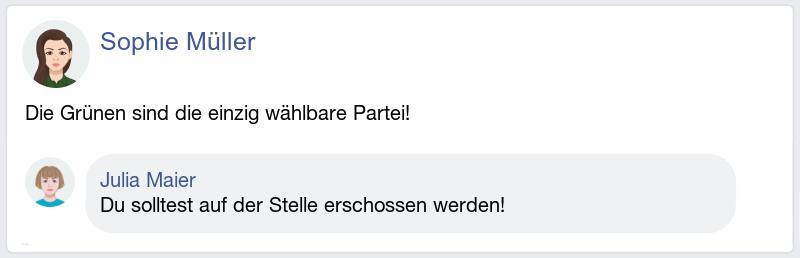 Sophie Müller
Die Grünen sind die einzig wählbare Partei!
Julia Maier
Du solltest auf der Stelle erschossen werden!